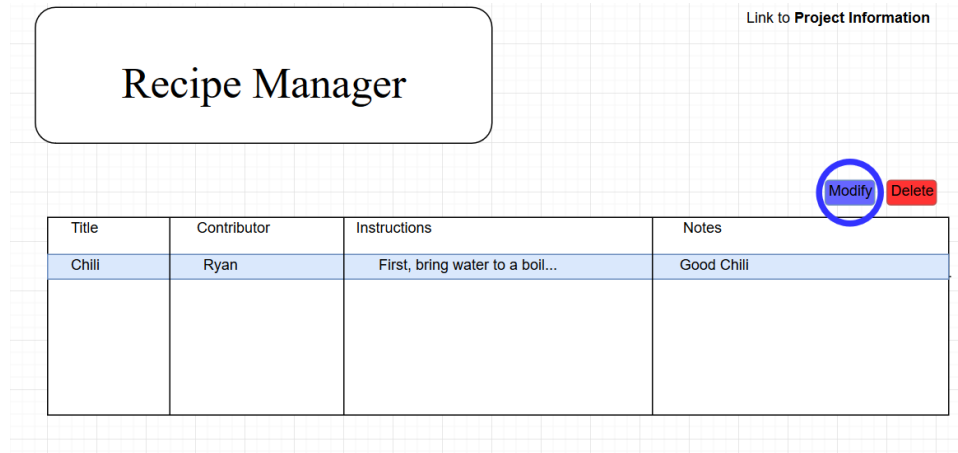 Link to Project Information
Recipe Manager
Modify Delete
Title Contributor Instructions Notes
Chili Ryan First, bring water to a boil... Good Chili